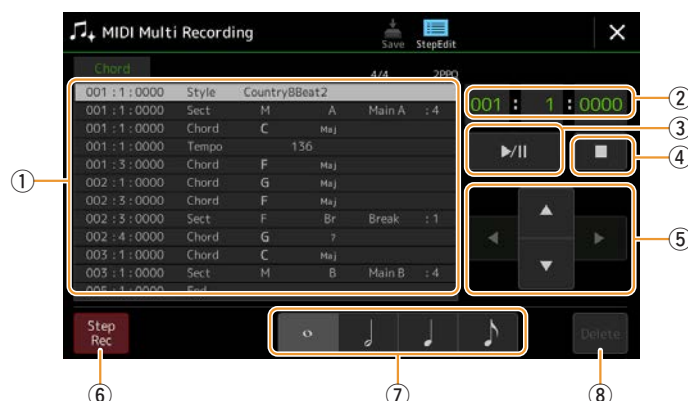 MIDI Multi Recording
Save
StepEdit
Chord
4/4 2PPQ
001 : 1 : 0000 Style Country8Beat2
001 : 1 : 0000 Sect M A Main A : 4
001 : 1 : 0000 Chord C Maj
001 : 1 : 0000 Tempo 136
001 : 3 : 0000 Chord F Maj
002 : 1 : 0000 Chord G Maj
002 : 3 : 0000 Chord F Maj
002 : 3 : 0000 Sect F Br Break : 1
002 : 4 : 0000 Chord G ?
003 : 1 : 0000 Chord C Maj
003 : 1 : 0000 Sect M B Main B : 4
005 : 1 : 0000 End
001 : 1 : 0000
Step
Rec
Delete
①
②
③
④
⑤
⑥
⑦
⑧